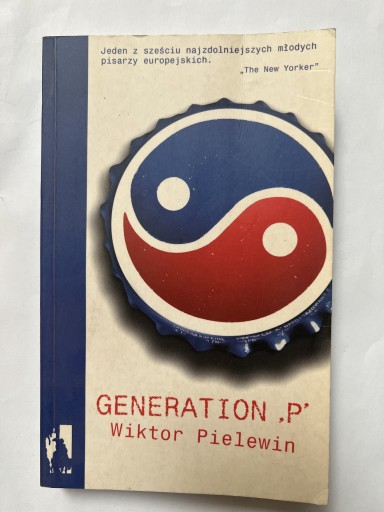 Jeden z sześciu najzdolniejszych młodych
pisarzy europejskich.
„The New Yorker”
GENERATION ‚P’
Wiktor Pielewin